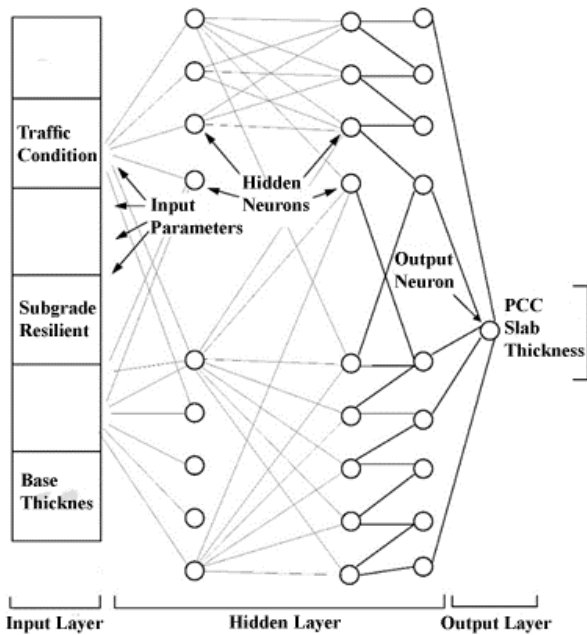 Traffic
Condition
Input
Parameters
Hidden
Neurons
Subgrade
Resilient
Output
Neuron
PCC
Slab
Thickness
Base
Thicknes
Input Layer
Hidden Layer
Output Layer